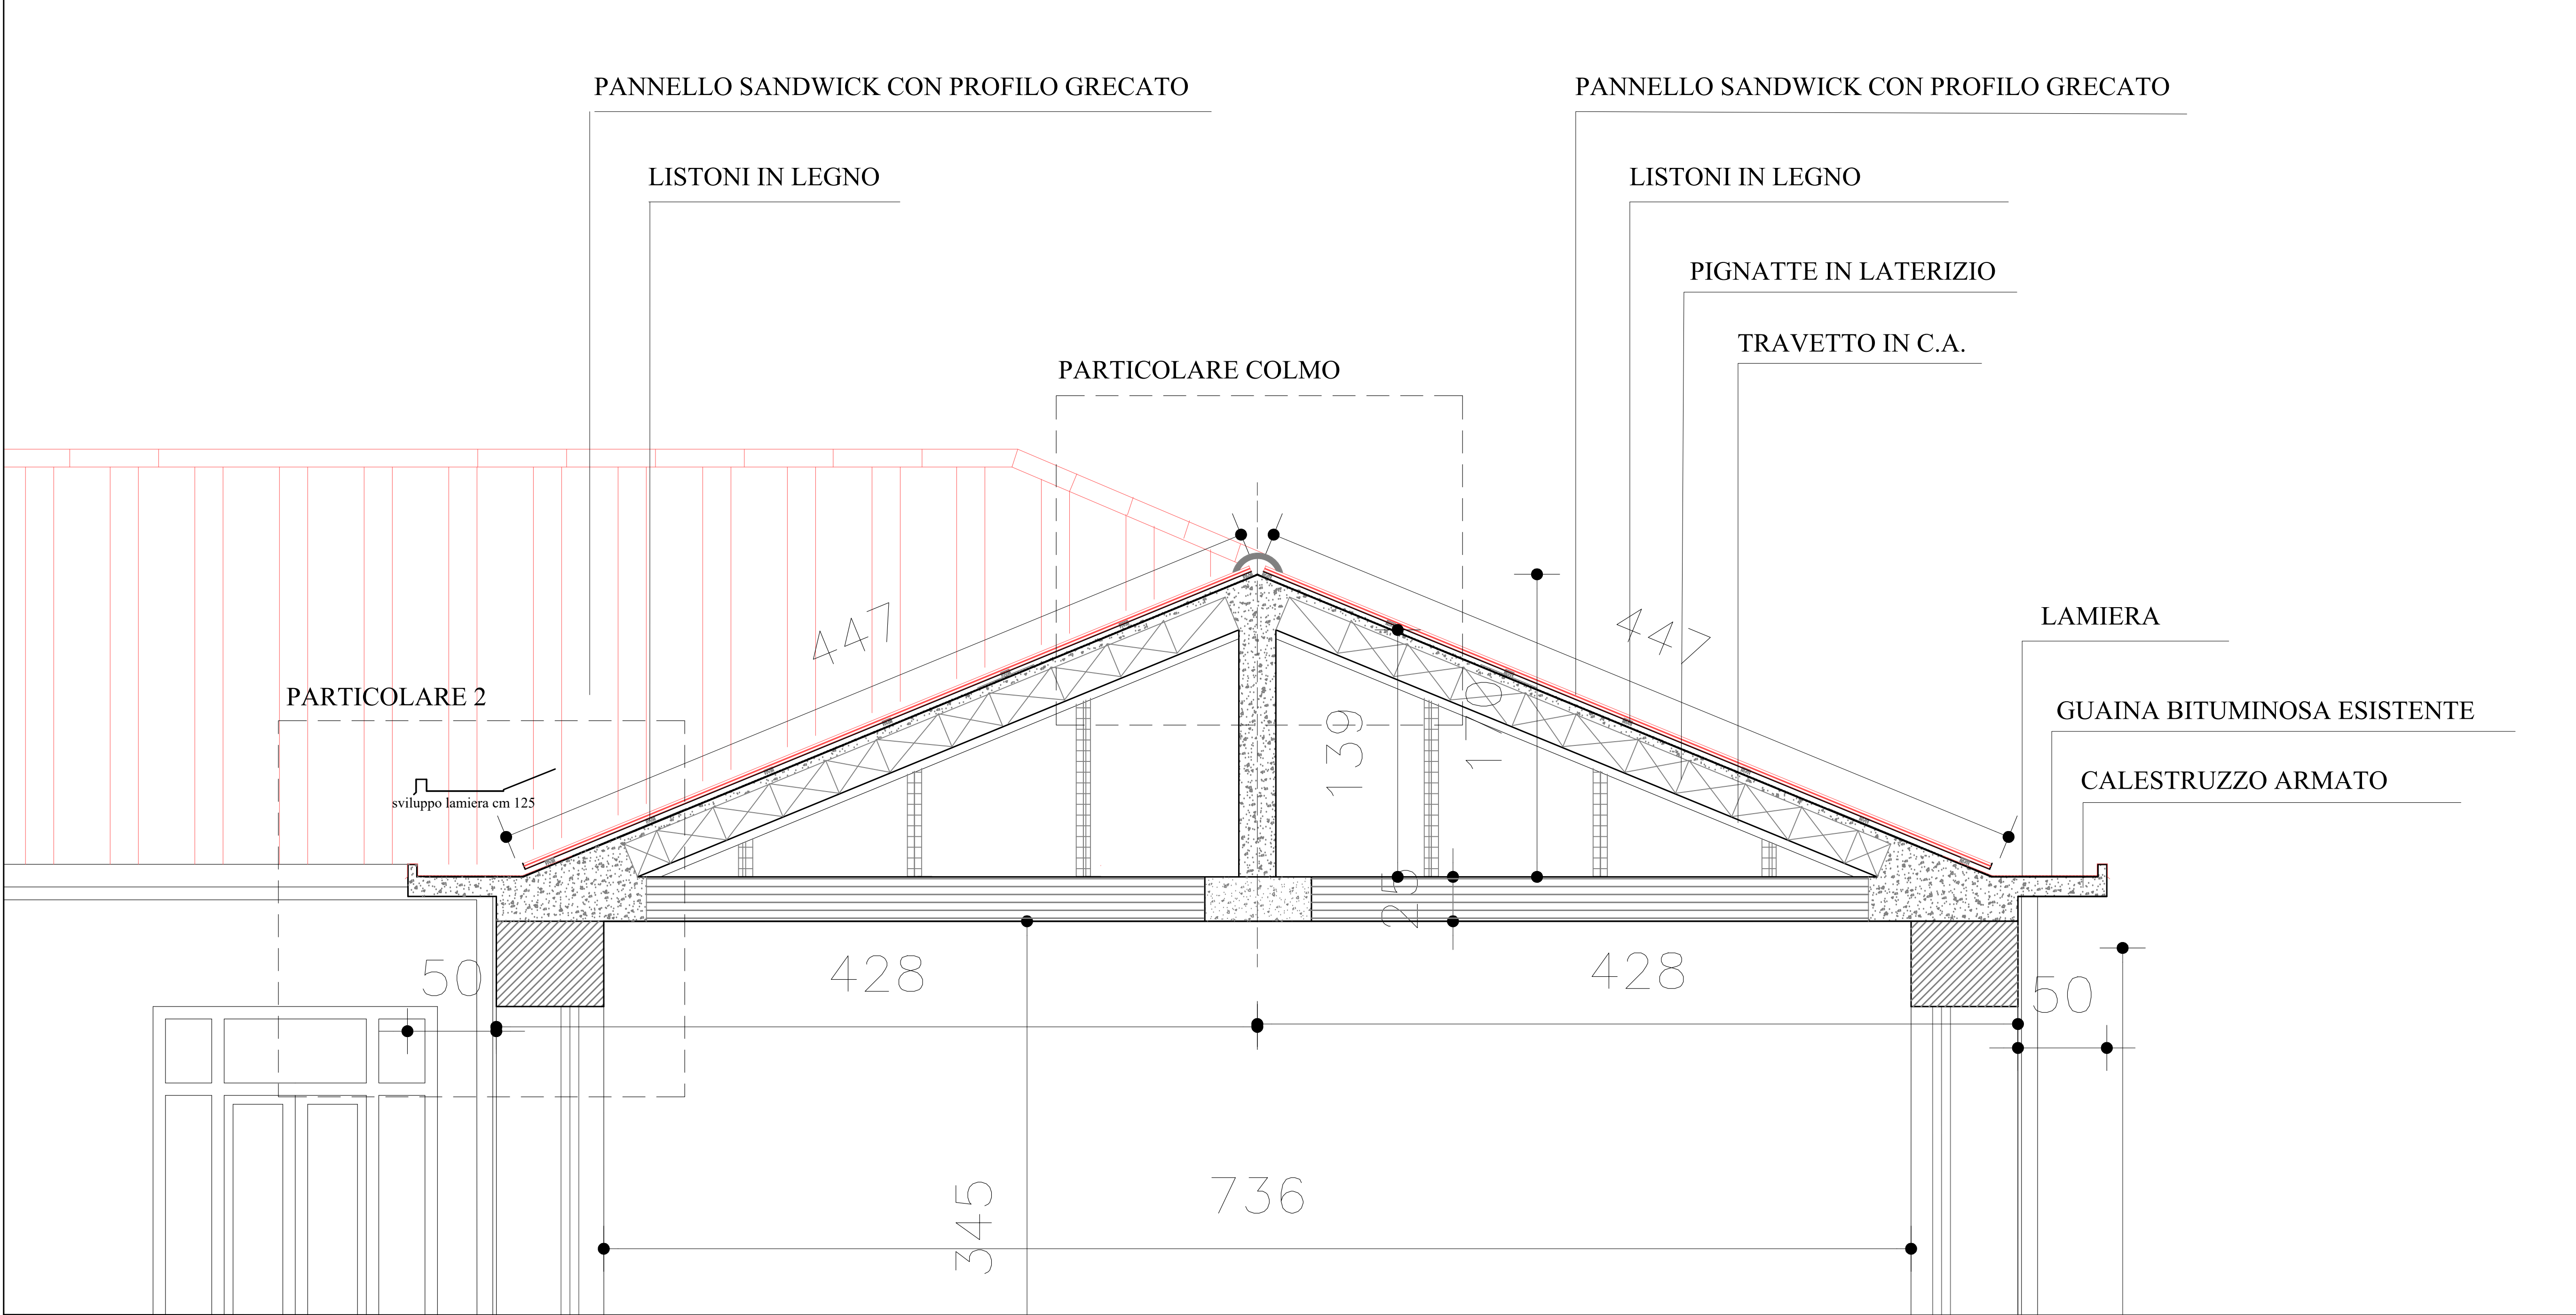 PANNELLO SANDWICK CON PROFILO GRECATO
PANNELLO SANDWICK CON PROFILO GRECATO
LISTONI IN LEGNO
LISTONI IN LEGNO
PIGNATTE IN LATERIZIO
TRAVETTO IN C.A.
PARTICOLARE COLMO
447
447
LAMIERA
PARTICOLARE 2
GUAINA BITUMINOSA ESISTENTE
139
170
CALESTRUZZO ARMATO
sviluppo lamiera cm 125
25
50
428
428
50
345
736